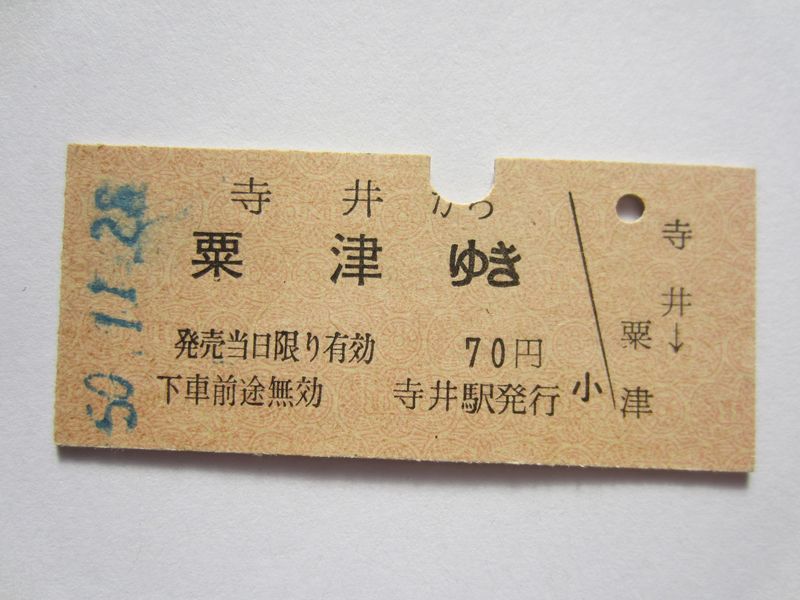 50.11.28
寺井から
粟津ゆき
発売当日限り有効 70円
下車前途無効 寺井駅発行
小
寺井→
粟津